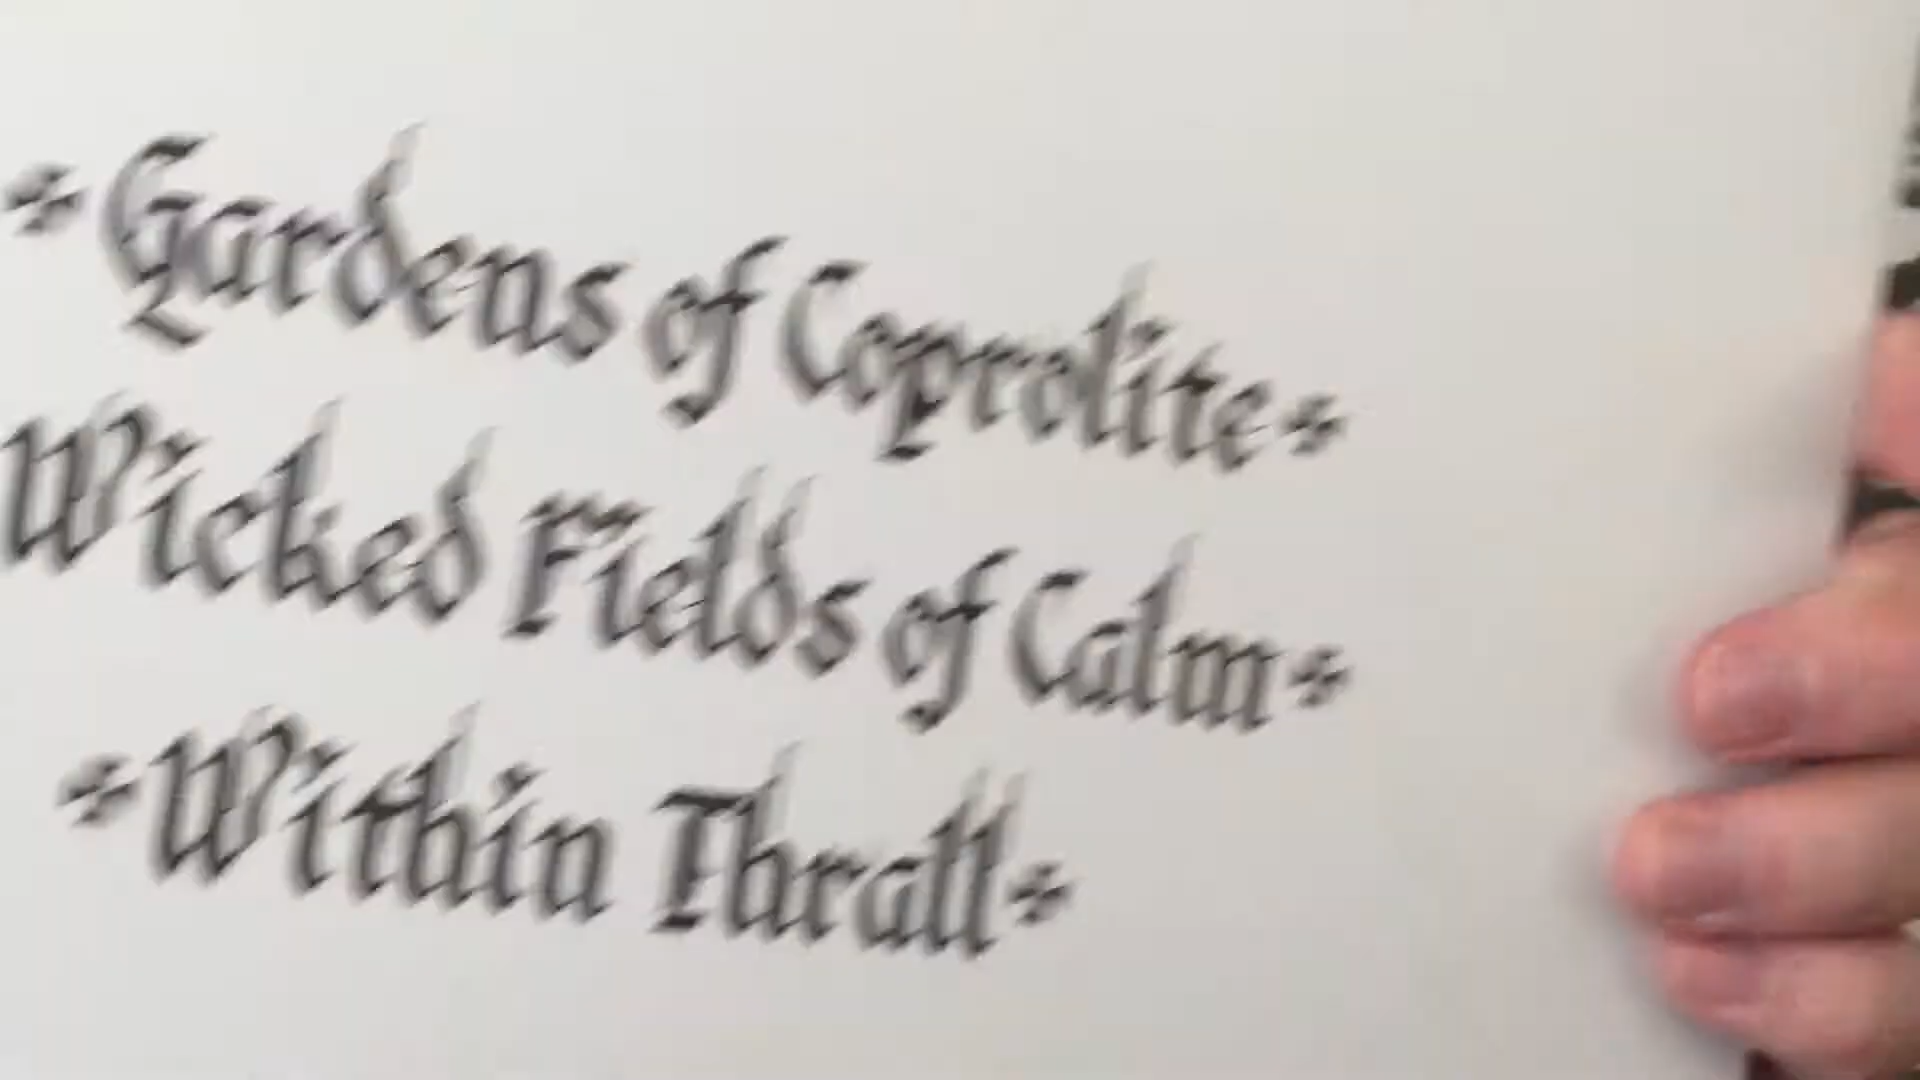 Gardens of Coprolite
Wicked Fields of Calm
Within Thrall